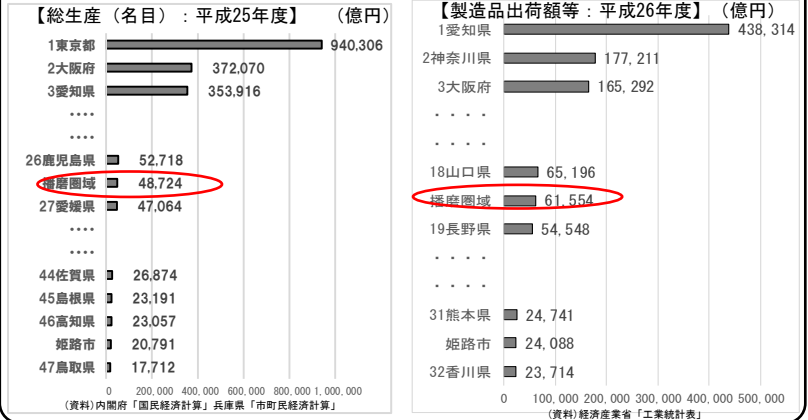 【総生産（名目）：平成25年度】 （億円）
1東京都 940,306
2大阪府 372,070
3愛知県 353,916
‥‥
‥‥
26鹿児島県 52,718
播磨圏域 48,724
27愛媛県 47,064
‥‥
‥‥
44佐賀県 26,874
45島根県 23,191
46高知県 23,057
姫路市 20,791
47鳥取県 17,712
0 200,000 400,000 600,000 800,000 1,000,000
(資料)内閣府「国民経済計算」兵庫県「市町民経済計算」
【製造品出荷額等：平成26年度】（億円）
1愛知県 438,314
2神奈川県 177,211
3大阪府 165,292
・・・・
・・・・
18山口県 65,196
播磨圏域 61,554
19長野県 54,548
・・・・
・・・・
31熊本県 24,741
姫路市 24,088
32香川県 23,714
0 100,000 200,000 300,000 400,000 500,000
(資料)経済産業省「工業統計表」